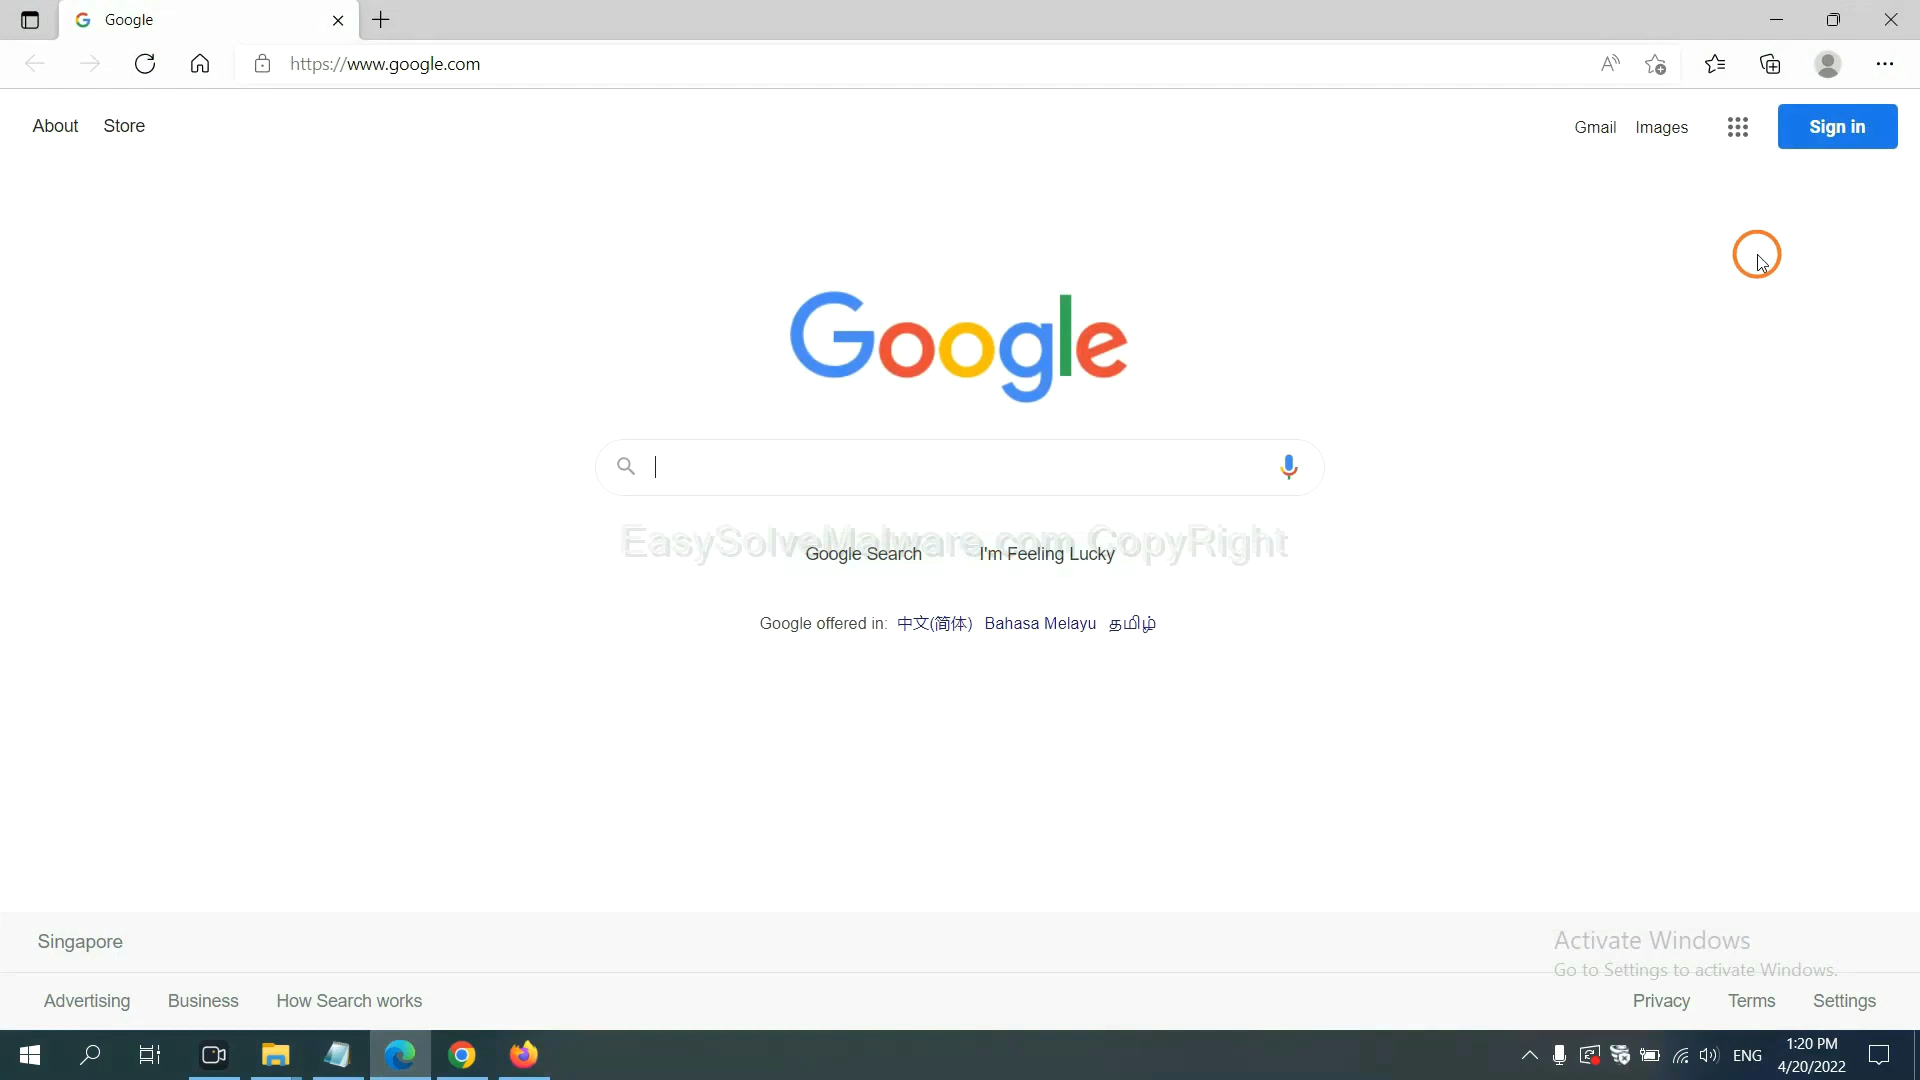 Google
https://www.google.com
About Store
Gmail Images Sign in
Google
EasySolveMalware.com CopyRight
Google Search I'm Feeling Lucky
Google offered in: 中文(简体) Bahasa Melayu தமிழ்
Singapore
Activate Windows
Go to Settings to activate Windows.
Advertising Business How Search works
Privacy Terms Settings
ENG
1:20 PM
4/20/2022